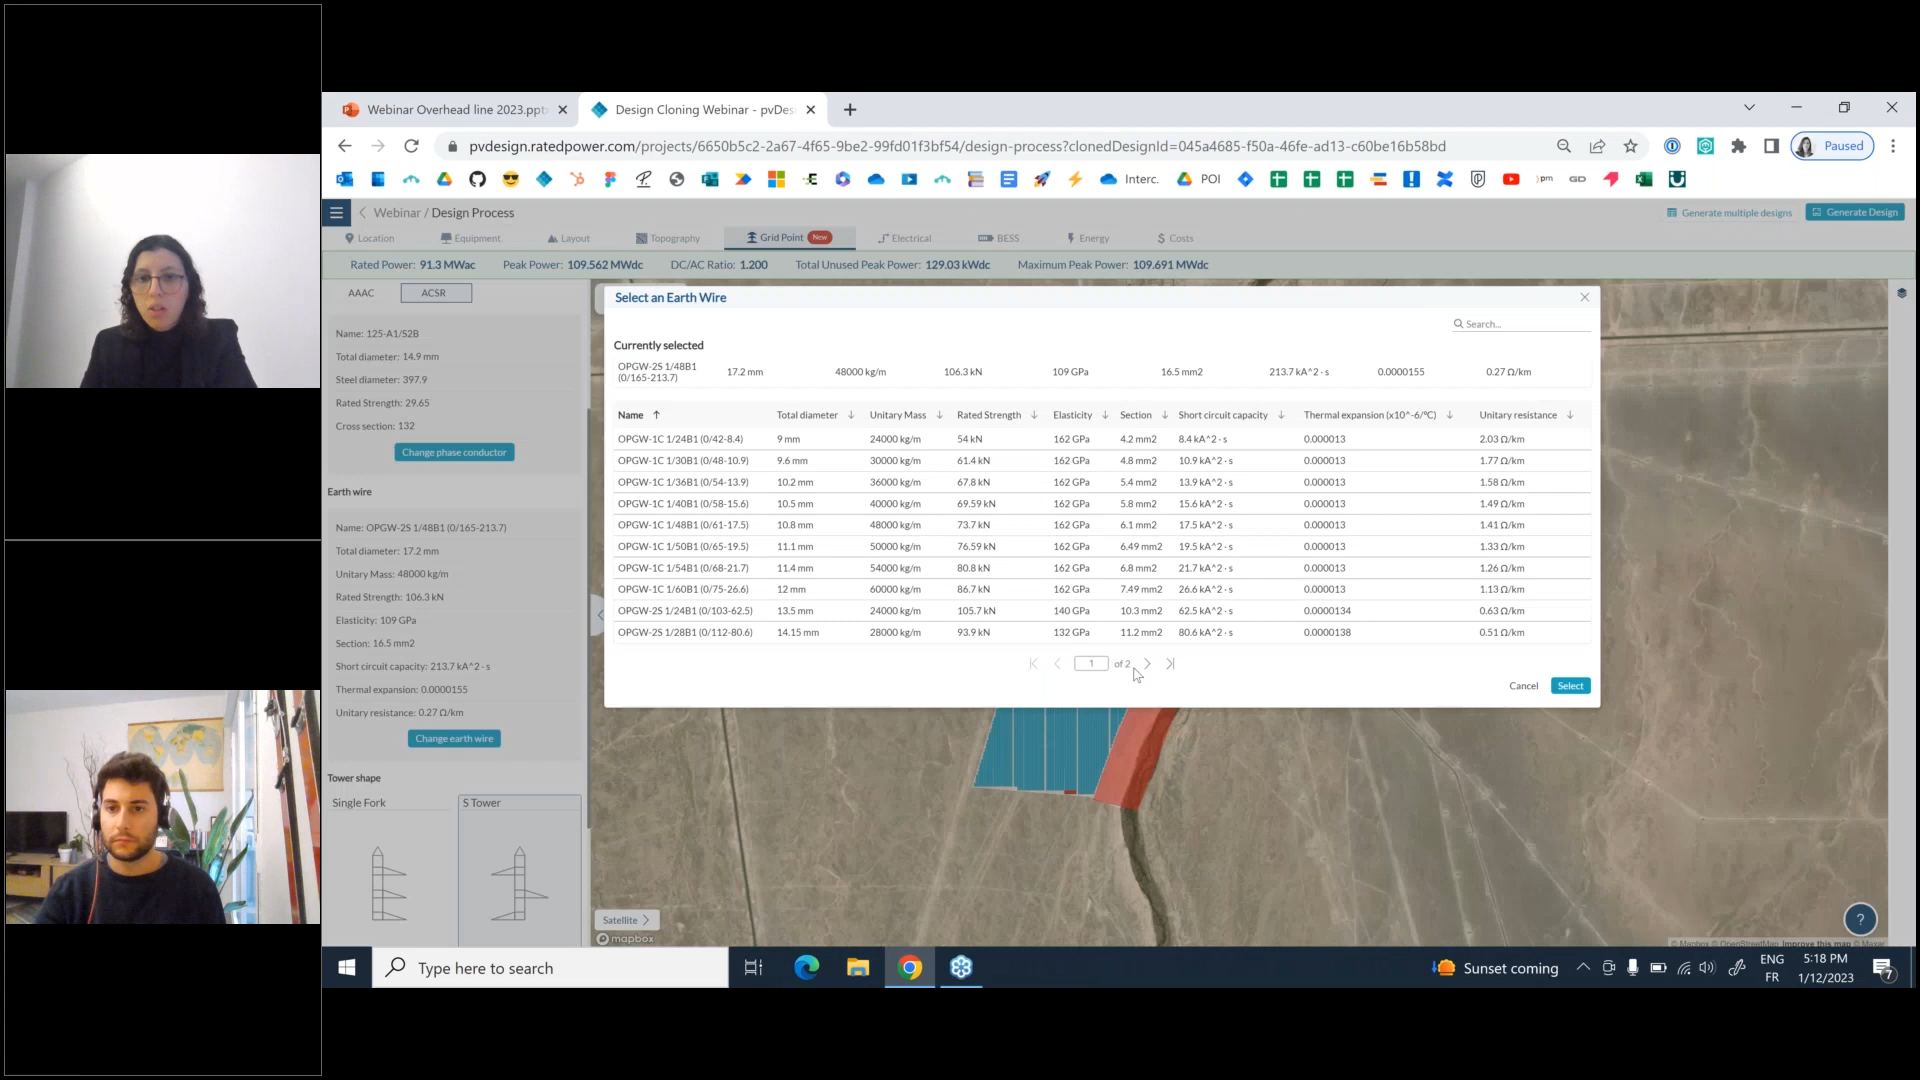 Webinar Overhead line 2023.pptx
Design Cloning Webinar - pvDes
pvdesign.ratedpower.com/projects/6650b5c2-2a67-4f65-9be2-99fd01f3bf54/design-process?clonedDesignId=045a4685-f50a-46fe-ad13-c60be16b58bd
Paused
Interc.
POI
pm
GD
Webinar / Design Process
Generate multiple designs
Generate Design
Location
Equipment
Layout
Topography
Grid Point New
Electrical
BESS
Energy
Costs
Rated Power: 91.3 MWac Peak Power: 109.562 MWdc DC/AC Ratio: 1.200 Total Unused Peak Power: 129.03 kWdc Maximum Peak Power: 109.691 MWdc
AAAC ACSR
Name: 125-A1/S2B
Total diameter: 14.9 mm
Steel diameter: 397.9
Rated Strength: 29.65
Cross section: 132
Change phase conductor
Earth wire
Name: OPGW-2S 1/48B1 (0/165-213.7)
Total diameter: 17.2 mm
Unitary Mass: 48000 kg/m
Rated Strength: 106.3 kN
Elasticity: 109 GPa
Section: 16.5 mm2
Short circuit capacity: 213.7 kA^2 · s
Thermal expansion: 0.0000155
Unitary resistance: 0.27 Ω/km
Change earth wire
Tower shape
Single Fork
S Tower
Select an Earth Wire
Search...
Currently selected
OPGW-2S 1/48B1 (0/165-213.7) 17.2 mm 48000 kg/m 106.3 kN 109 GPa 16.5 mm2 213.7 kA^2 · s 0.0000155 0.27 Ω/km
Name Total diameter Unitary Mass Rated Strength Elasticity Section Short circuit capacity Thermal expansion (x10^-6/°C) Unitary resistance
OPGW-1C 1/24B1 (0/42-8.4) 9 mm 24000 kg/m 54 kN 162 GPa 4.2 mm2 8.4 kA^2 · s 0.000013 2.03 Ω/km
OPGW-1C 1/30B1 (0/48-10.9) 9.6 mm 30000 kg/m 61.4 kN 162 GPa 4.8 mm2 10.9 kA^2 · s 0.000013 1.77 Ω/km
OPGW-1C 1/36B1 (0/54-13.9) 10.2 mm 36000 kg/m 67.8 kN 162 GPa 5.4 mm2 13.9 kA^2 · s 0.000013 1.58 Ω/km
OPGW-1C 1/40B1 (0/58-15.6) 10.5 mm 40000 kg/m 69.59 kN 162 GPa 5.8 mm2 15.6 kA^2 · s 0.000013 1.49 Ω/km
OPGW-1C 1/48B1 (0/61-17.5) 10.8 mm 48000 kg/m 73.7 kN 162 GPa 6.1 mm2 17.5 kA^2 · s 0.000013 1.41 Ω/km
OPGW-1C 1/50B1 (0/65-19.5) 11.1 mm 50000 kg/m 76.59 kN 162 GPa 6.49 mm2 19.5 kA^2 · s 0.000013 1.33 Ω/km
OPGW-1C 1/54B1 (0/68-21.7) 11.4 mm 54000 kg/m 80.8 kN 162 GPa 6.8 mm2 21.7 kA^2 · s 0.000013 1.26 Ω/km
OPGW-1C 1/60B1 (0/75-26.6) 12 mm 60000 kg/m 86.7 kN 162 GPa 7.49 mm2 26.6 kA^2 · s 0.000013 1.13 Ω/km
OPGW-2S 1/24B1 (0/103-62.5) 13.5 mm 24000 kg/m 105.7 kN 140 GPa 10.3 mm2 62.5 kA^2 · s 0.0000134 0.63 Ω/km
OPGW-2S 1/28B1 (0/112-80.6) 14.15 mm 28000 kg/m 93.9 kN 132 GPa 11.2 mm2 80.6 kA^2 · s 0.0000138 0.51 Ω/km
1 of 2
Cancel Select
Satellite
mapbox
© Mapbox © OpenStreetMap Improve this map © Maxar
?
Type here to search
Sunset coming
ENG
FR
5:18 PM
1/12/2023
7